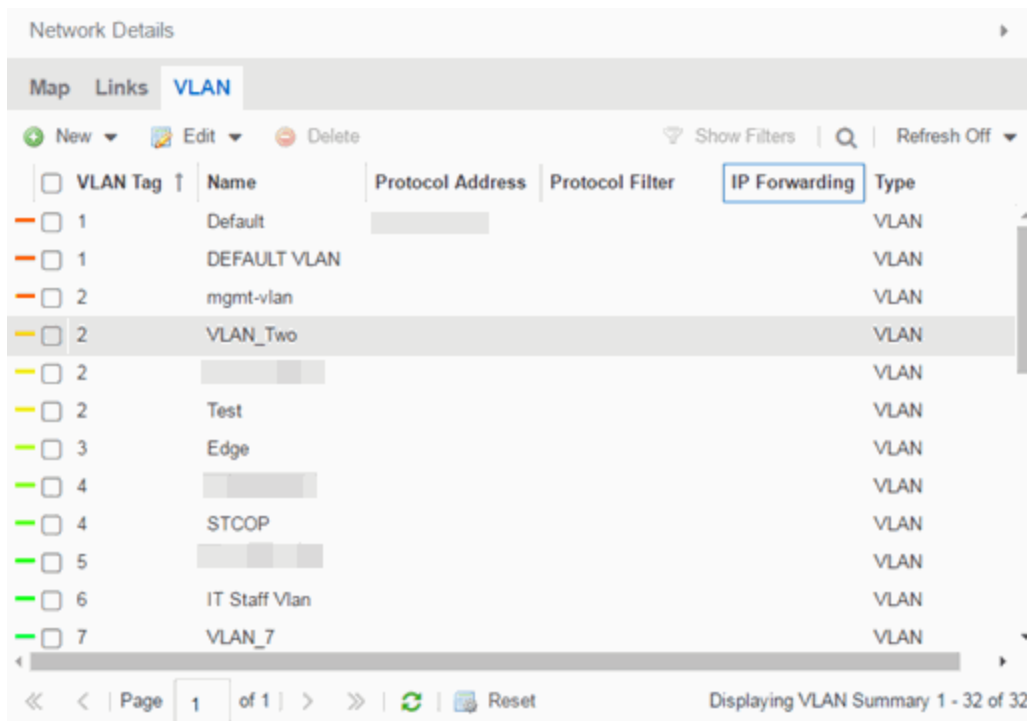 Network Details
Map Links VLAN
New Edit Delete Show Filters Refresh Off
VLAN Tag ↑ Name Protocol Address Protocol Filter IP Forwarding Type
1 Default VLAN
1 DEFAULT VLAN VLAN
2 mgmt-vlan VLAN
2 VLAN_Two VLAN
2 VLAN
2 Test VLAN
3 Edge VLAN
4 VLAN
4 STCOP VLAN
5 VLAN
6 IT Staff Vlan VLAN
7 VLAN_7 VLAN
Page 1 of 1 Reset Displaying VLAN Summary 1 - 32 of 32